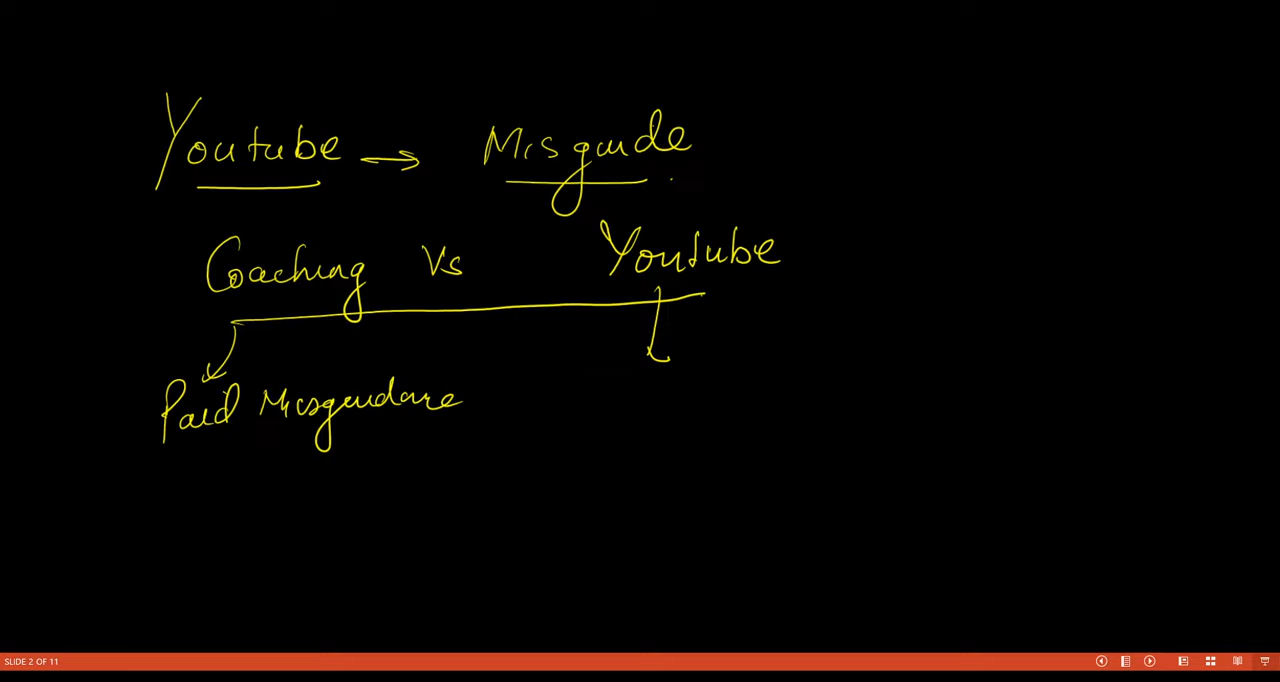 Youtube → Misguide
Coaching Vs Youtube
Paid Misguidance
SLIDE 2 OF 11